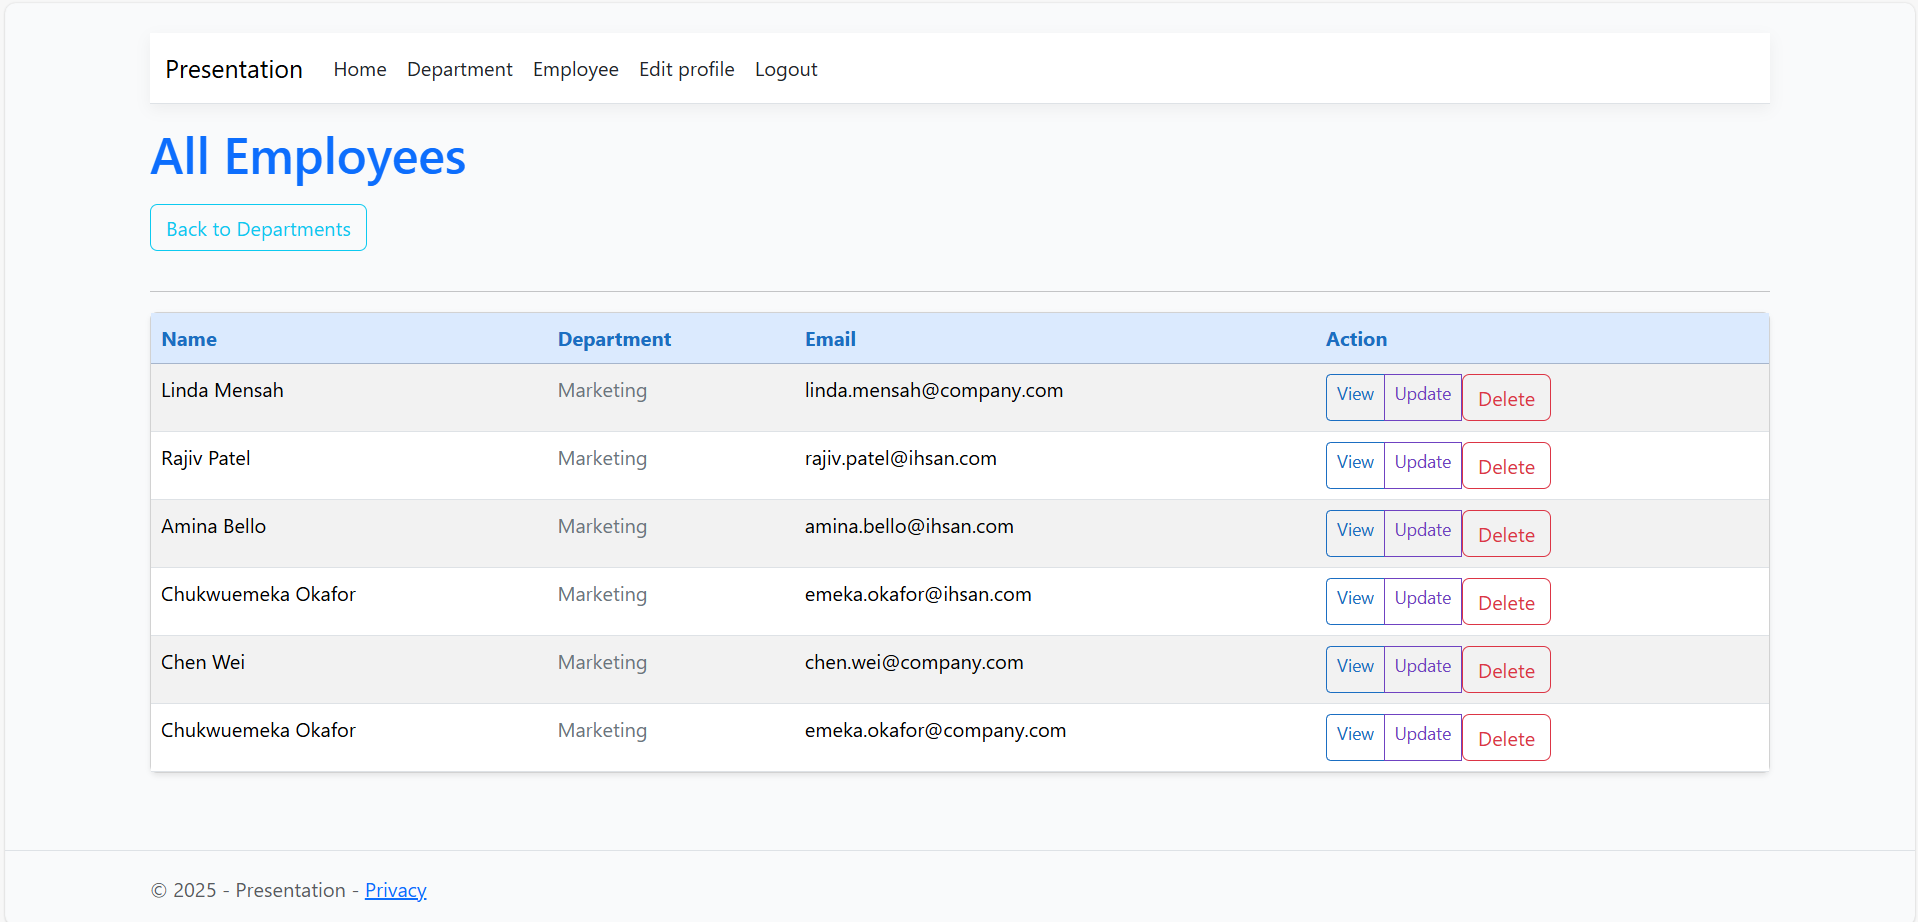 Presentation Home Department Employee Edit profile Logout
All Employees
Back to Departments
Name Department Email Action
Linda Mensah Marketing linda.mensah@company.com View Update Delete
Rajiv Patel Marketing rajiv.patel@ihsan.com View Update Delete
Amina Bello Marketing amina.bello@ihsan.com View Update Delete
Chukwuemeka Okafor Marketing emeka.okafor@ihsan.com View Update Delete
Chen Wei Marketing chen.wei@company.com View Update Delete
Chukwuemeka Okafor Marketing emeka.okafor@company.com View Update Delete
© 2025 - Presentation - Privacy